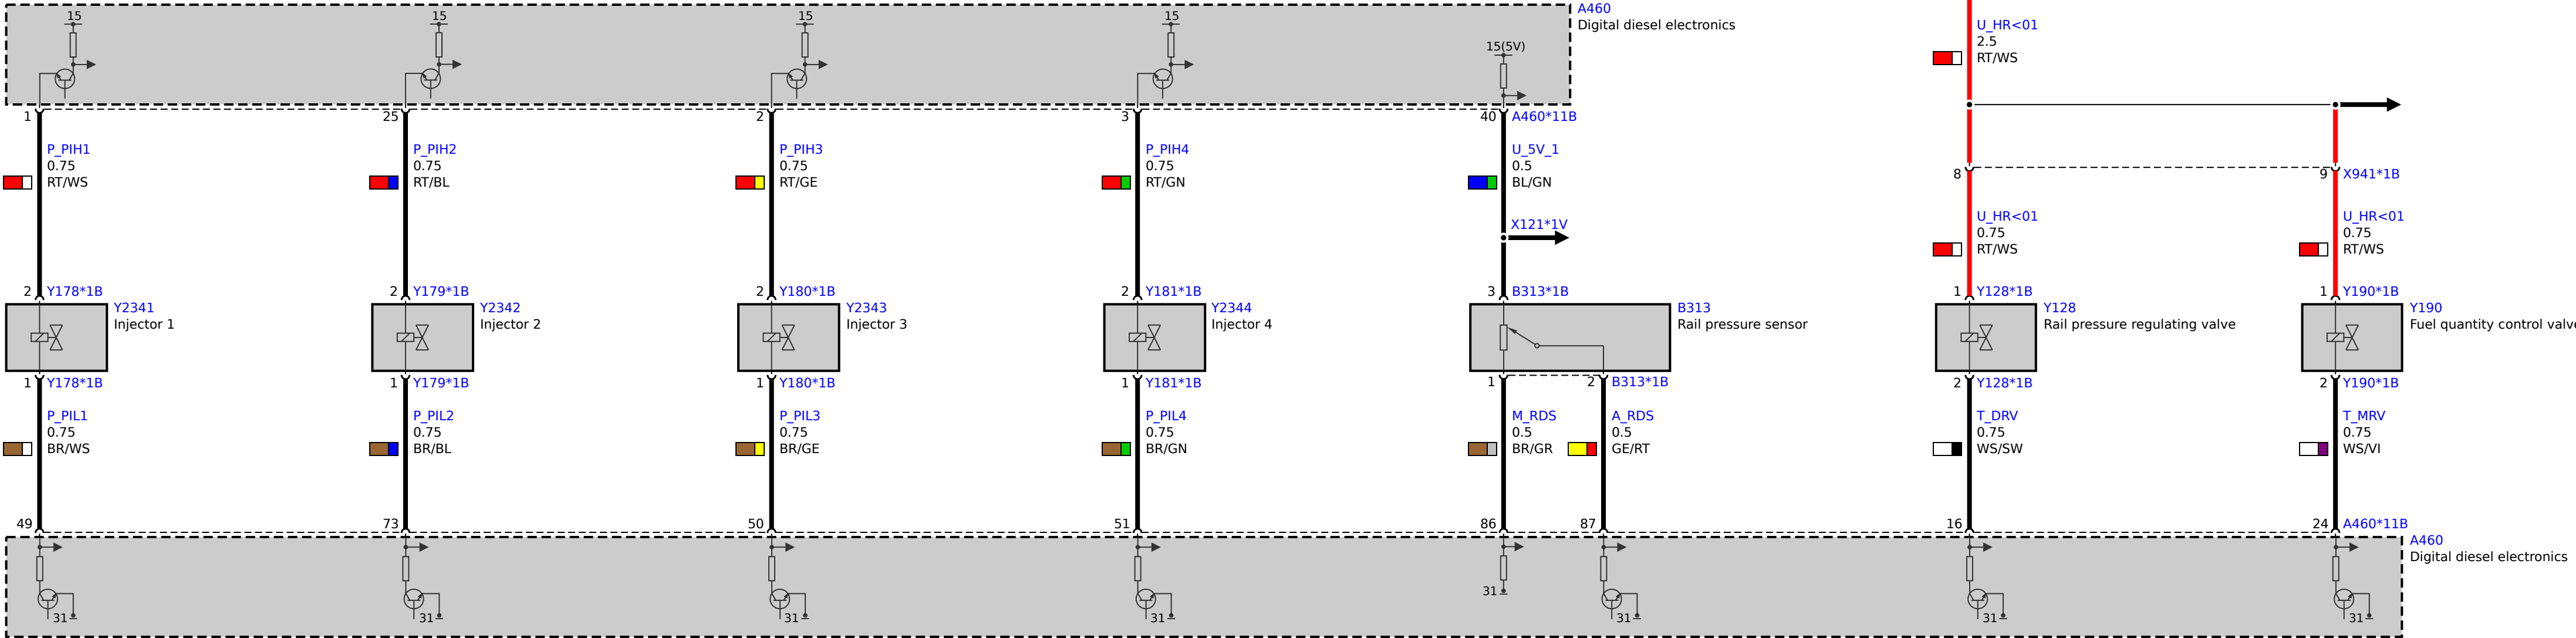 15
15
15
15
15(5V)
A460
Digital diesel electronics
U_HR<01
2.5
RT/WS
1
25
2
3
40
A460*11B
P_PIH1
0.75
RT/WS
P_PIH2
0.75
RT/BL
P_PIH3
0.75
RT/GE
P_PIH4
0.75
RT/GN
U_5V_1
0.5
BL/GN
X121*1V
8
9
X941*1B
U_HR<01
0.75
RT/WS
U_HR<01
0.75
RT/WS
2
Y178*1B
2
Y179*1B
2
Y180*1B
2
Y181*1B
3
B313*1B
1
Y128*1B
1
Y190*1B
Y2341
Injector 1
Y2342
Injector 2
Y2343
Injector 3
Y2344
Injector 4
B313
Rail pressure sensor
Y128
Rail pressure regulating valve
Y190
Fuel quantity control valve
1
Y178*1B
1
Y179*1B
1
Y180*1B
1
Y181*1B
1
2
B313*1B
2
Y128*1B
2
Y190*1B
P_PIL1
0.75
BR/WS
P_PIL2
0.75
BR/BL
P_PIL3
0.75
BR/GE
P_PIL4
0.75
BR/GN
M_RDS
0.5
BR/GR
A_RDS
0.5
GE/RT
T_DRV
0.75
WS/SW
T_MRV
0.75
WS/VI
49
73
50
51
86
87
16
24
A460*11B
A460
Digital diesel electronics
31
31
31
31
31
31
31
31